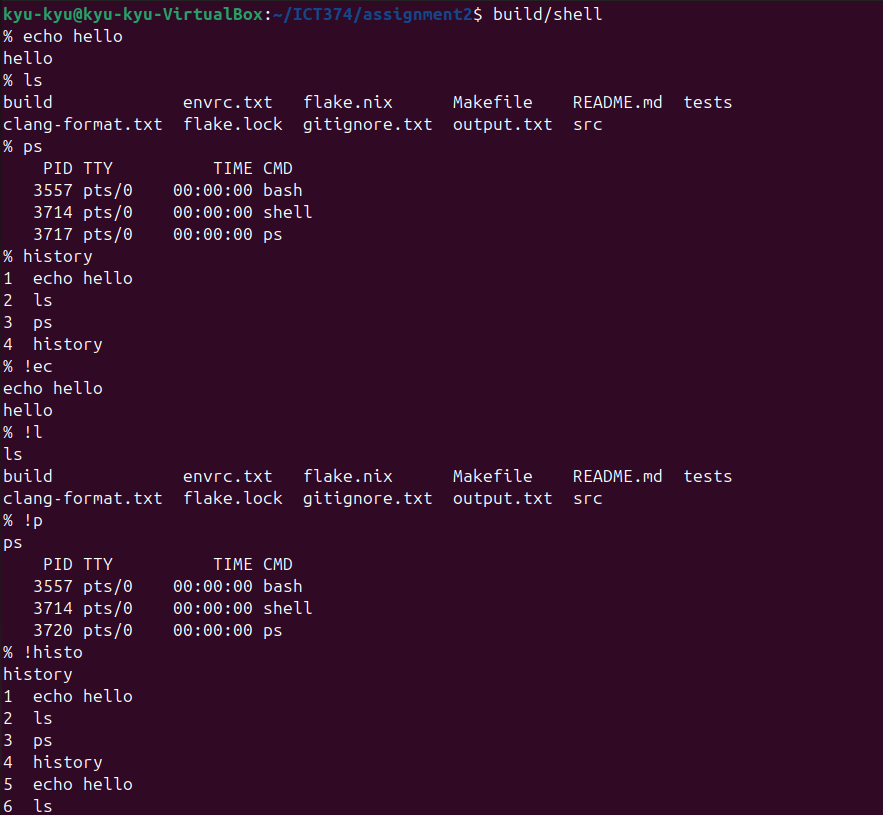 kyu-kyu@kyu-kyu-VirtualBox:~/ICT374/assignment2$ build/shell
% echo hello
hello
% ls
build             envrc.txt   flake.nix      Makefile    README.md  tests
clang-format.txt  flake.lock  gitignore.txt  output.txt  src
% ps
    PID TTY          TIME CMD
   3557 pts/0    00:00:00 bash
   3714 pts/0    00:00:00 shell
   3717 pts/0    00:00:00 ps
% history
1  echo hello
2  ls
3  ps
4  history
% !ec
echo hello
hello
% !l
ls
build             envrc.txt   flake.nix      Makefile    README.md  tests
clang-format.txt  flake.lock  gitignore.txt  output.txt  src
% !p
ps
    PID TTY          TIME CMD
   3557 pts/0    00:00:00 bash
   3714 pts/0    00:00:00 shell
   3720 pts/0    00:00:00 ps
% !histo
history
1  echo hello
2  ls
3  ps
4  history
5  echo hello
6  ls